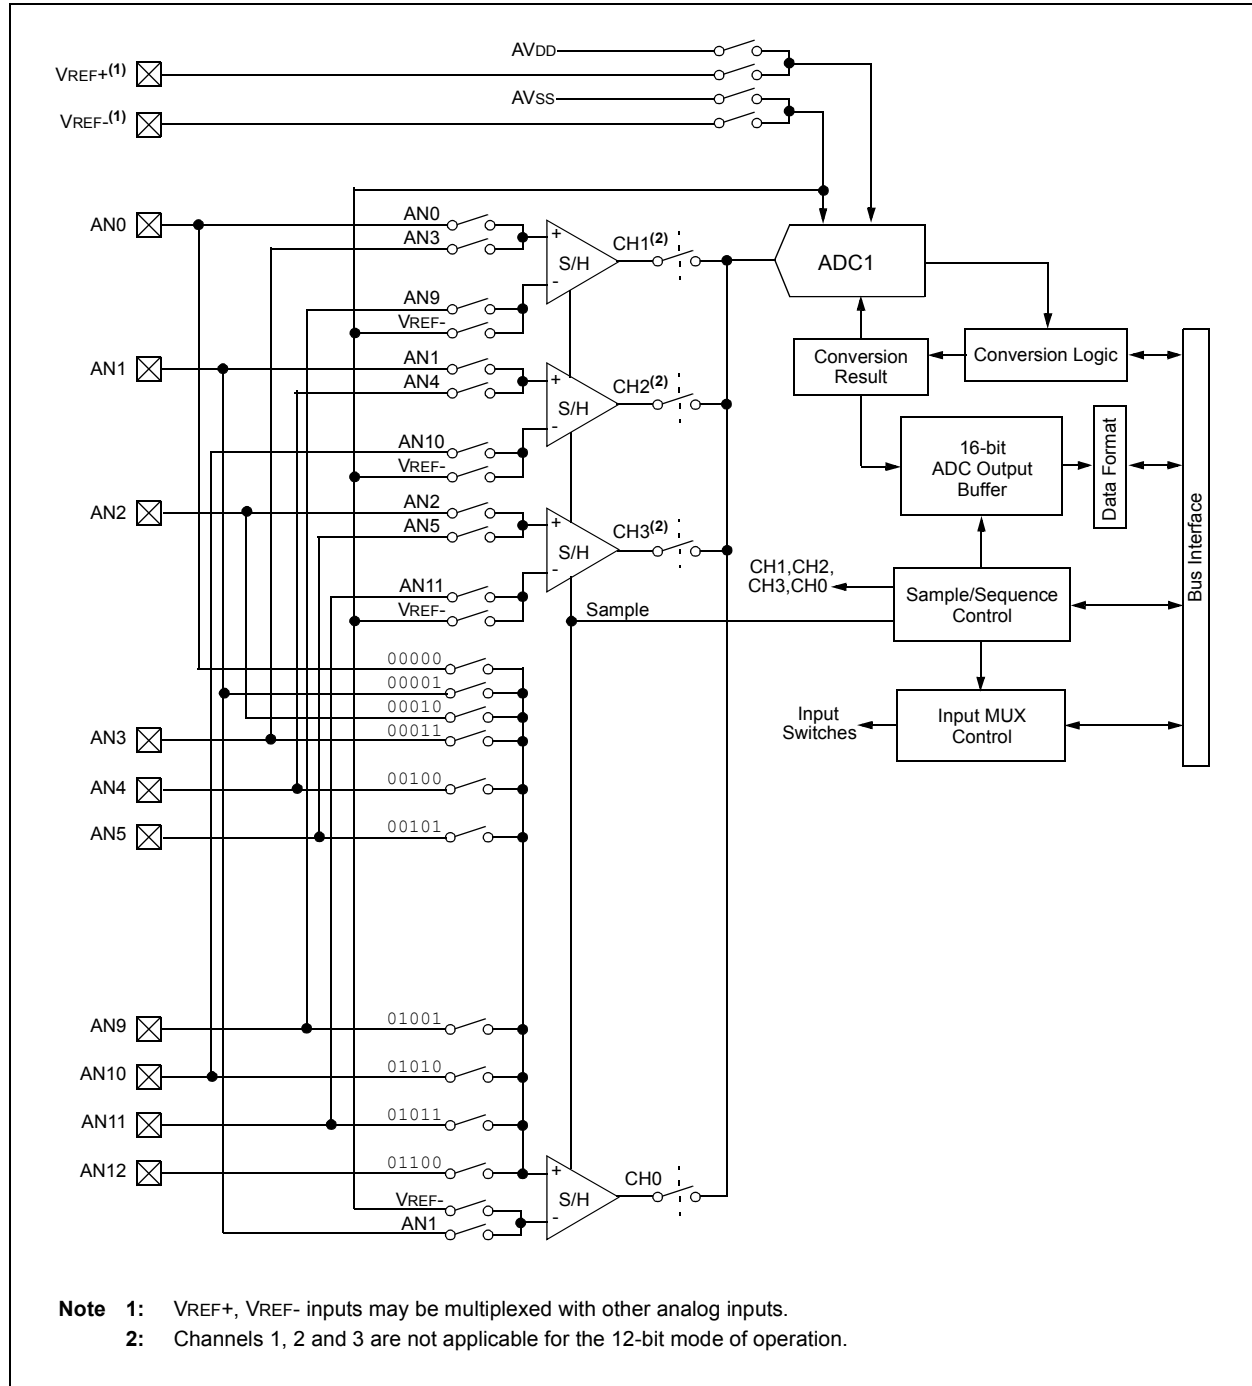 AVDD
VREF+(1)
AVSS
VREF-(1)
AN0
AN0
AN3
+
S/H
-
CH1(2)
ADC1
AN9
VREF-
AN1
AN1
AN4
+
S/H
-
CH2(2)
Conversion
Result
Conversion Logic
AN10
VREF-
16-bit
ADC Output
Buffer
Data Format
Bus Interface
AN2
AN2
AN5
+
S/H
-
CH3(2)
CH1,CH2,
CH3,CH0
Sample/Sequence
Control
AN11
VREF-
Sample
00000
00001
00010
00011
AN3
Input
Switches
Input MUX
Control
AN4
00100
AN5
00101
AN9
01001
AN10
01010
AN11
01011
AN12
01100
+
S/H
-
CH0
VREF-
AN1
Note 1: VREF+, VREF- inputs may be multiplexed with other analog inputs.
2: Channels 1, 2 and 3 are not applicable for the 12-bit mode of operation.